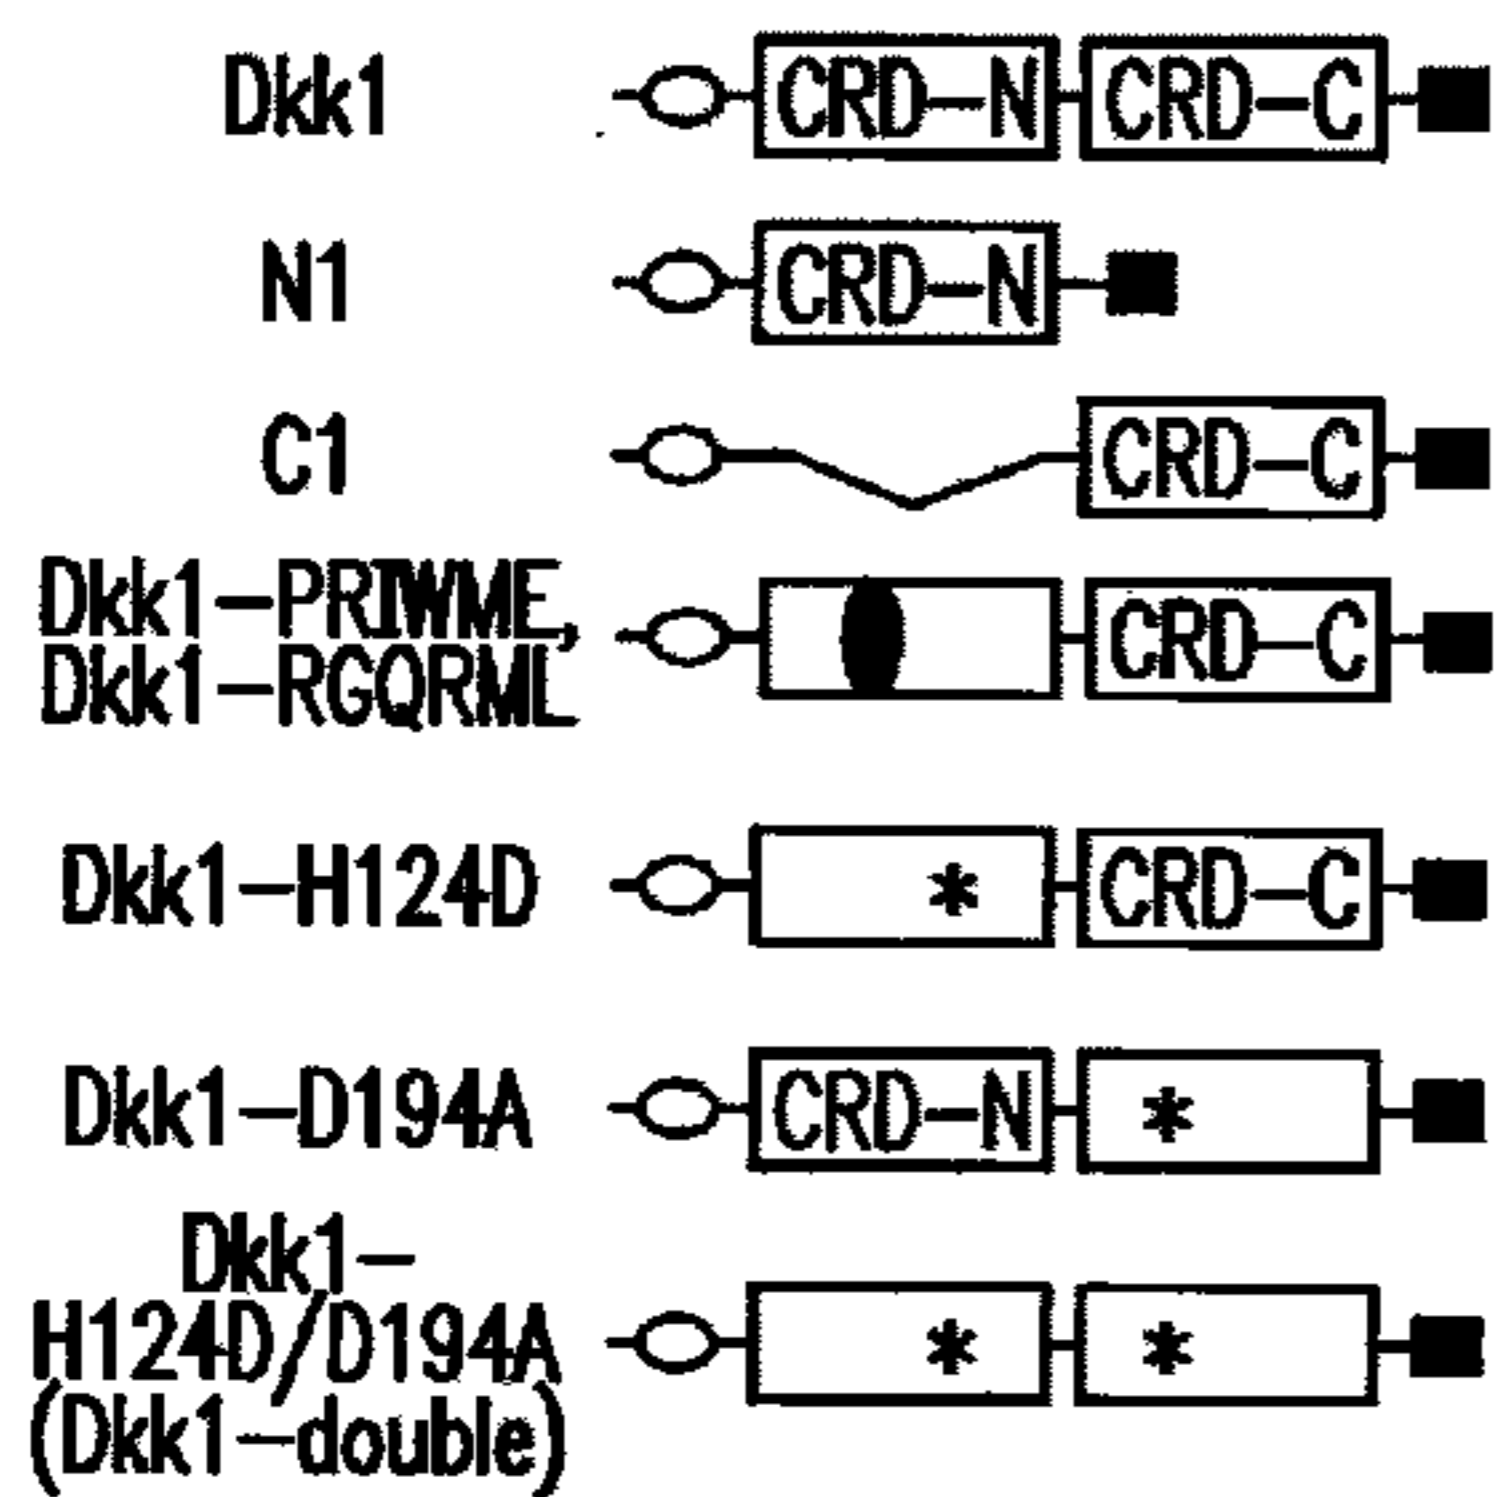 Dkk1 CRD-N CRD-C
N1 CRD-N
C1 CRD-C
Dkk1-PRIWME,
Dkk1-RGQRML CRD-C
Dkk1-H124D * CRD-C
Dkk1-D194A CRD-N *
Dkk1-
H124D/D194A * *
(Dkk1-double)